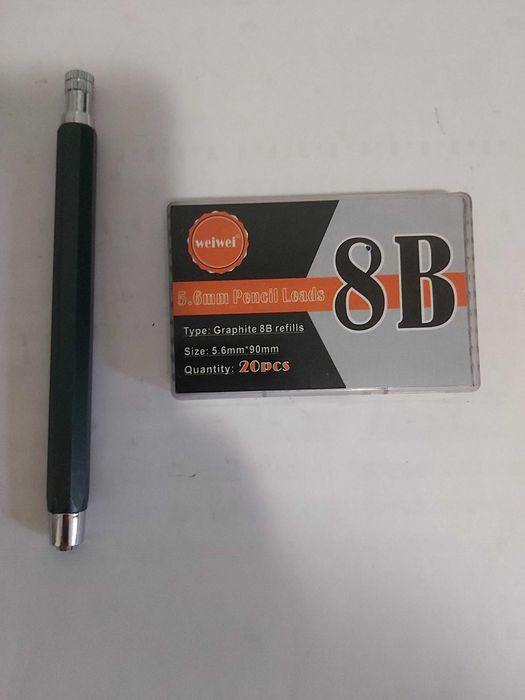 weiwei®
8B
5.6mm Pencil Leads
Type: Graphite 8B refills
Size: 5.6mm*90mm
Quantity: 20pcs